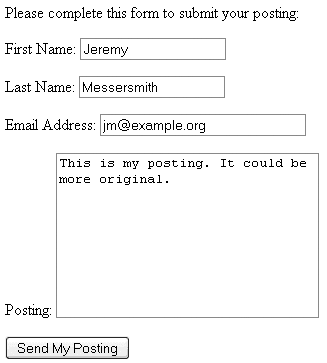 Please complete this form to submit your posting:
First Name: Jeremy
Last Name: Messersmith
Email Address: jm@example.org
This is my posting. It could be
more original.
Posting:
Send My Posting